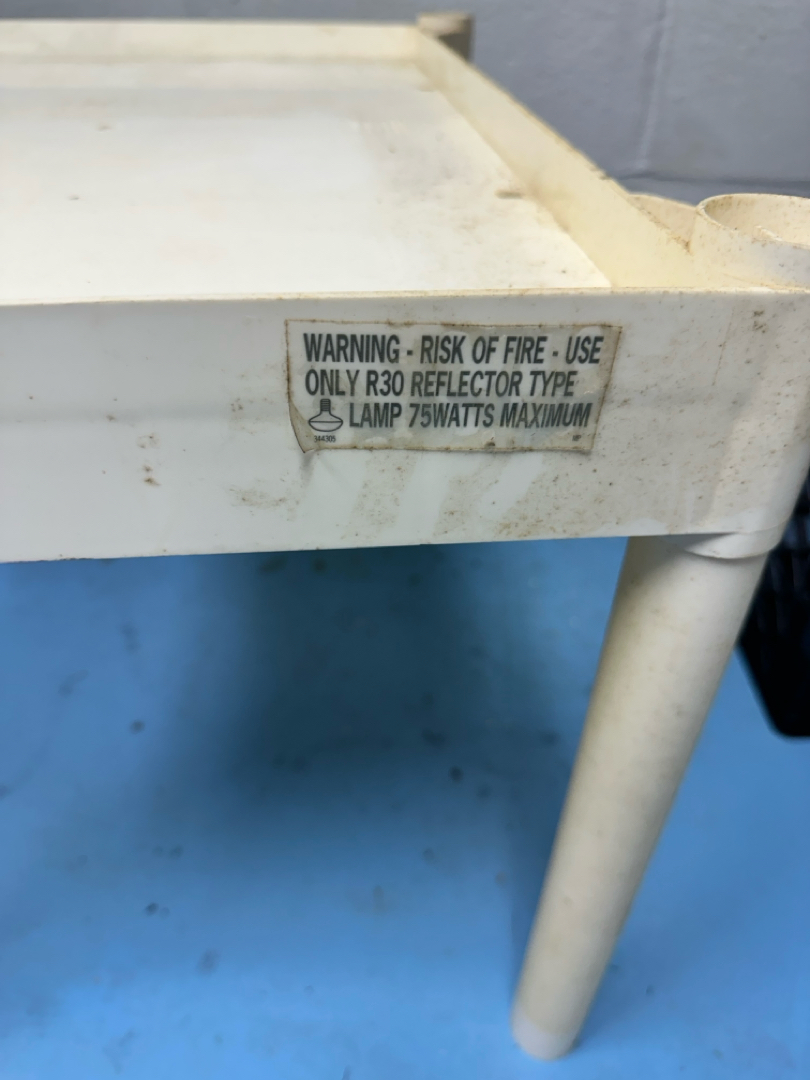 WARNING - RISK OF FIRE - USE
ONLY R30 REFLECTOR TYPE
LAMP 75WATTS MAXIMUM